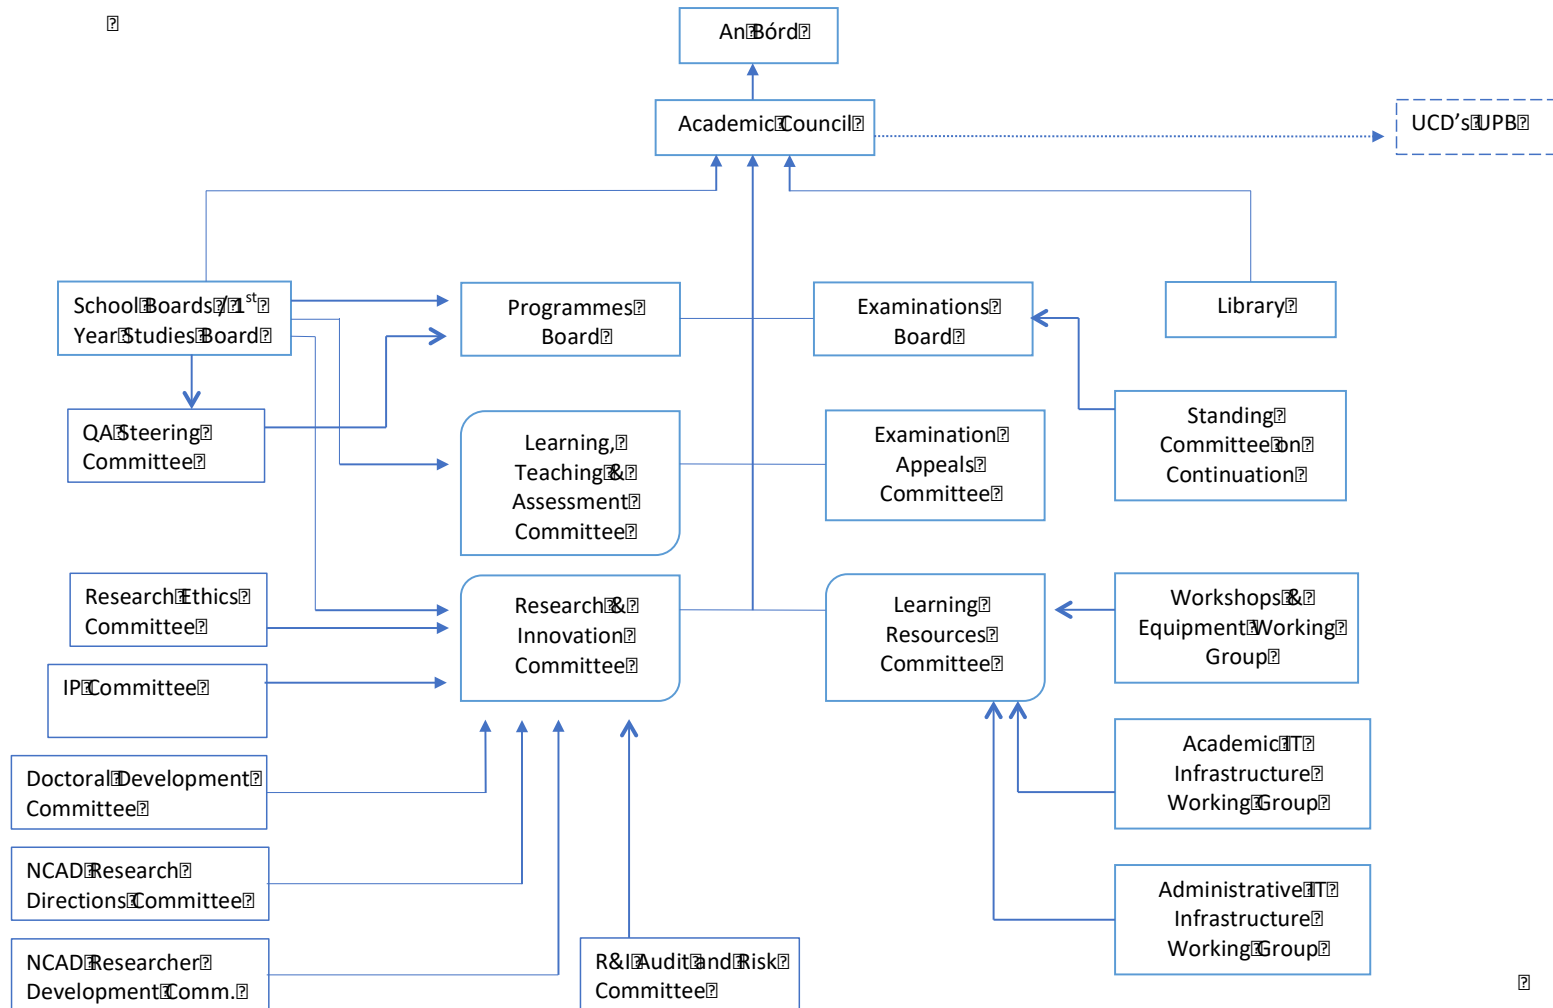 An Bórd
Academic Council
UCD's UPB
School Boards / 1st
Year Studies Board
Programmes
Board
Examinations
Board
Library
QA Steering
Committee
Learning,
Teaching &
Assessment
Committee
Examination
Appeals
Committee
Standing
Committee on
Continuation
Research Ethics
Committee
Research &
Innovation
Committee
Learning
Resources
Committee
Workshops &
Equipment Working
Group
IP Committee
Academic IT
Infrastructure
Working Group
Doctoral Development
Committee
NCAD Research
Directions Committee
Administrative IT
Infrastructure
Working Group
NCAD Researcher
Development Comm.
R&I Audit and Risk
Committee